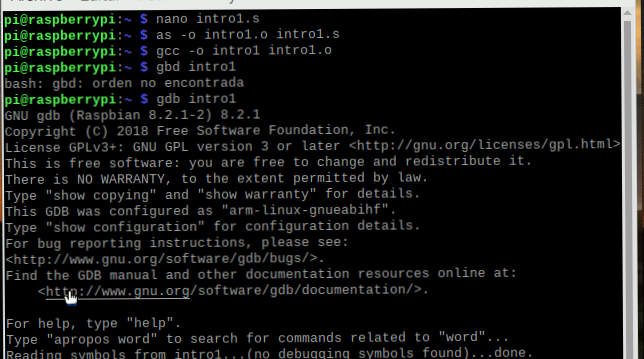 pi@raspberrypi:~ $ nano intro1.s
pi@raspberrypi:~ $ as -o intro1.o intro1.s
pi@raspberrypi:~ $ gcc -o intro1 intro1.o
pi@raspberrypi:~ $ gbd intro1
bash: gbd: orden no encontrada
pi@raspberrypi:~ $ gdb intro1
GNU gdb (Raspbian 8.2.1-2) 8.2.1
Copyright (C) 2018 Free Software Foundation, Inc.
License GPLv3+: GNU GPL version 3 or later <http://gnu.org/licenses/gpl.html>
This is free software: you are free to change and redistribute it.
There is NO WARRANTY, to the extent permitted by law.
Type "show copying" and "show warranty" for details.
This GDB was configured as "arm-linux-gnueabihf".
Type "show configuration" for configuration details.
For bug reporting instructions, please see:
<http://www.gnu.org/software/gdb/bugs/>.
Find the GDB manual and other documentation resources online at:
<http://www.gnu.org/software/gdb/documentation/>.
For help, type "help".
Type "apropos word" to search for commands related to "word"...
Reading symbols from intro1...(no debugging symbols found)...done.